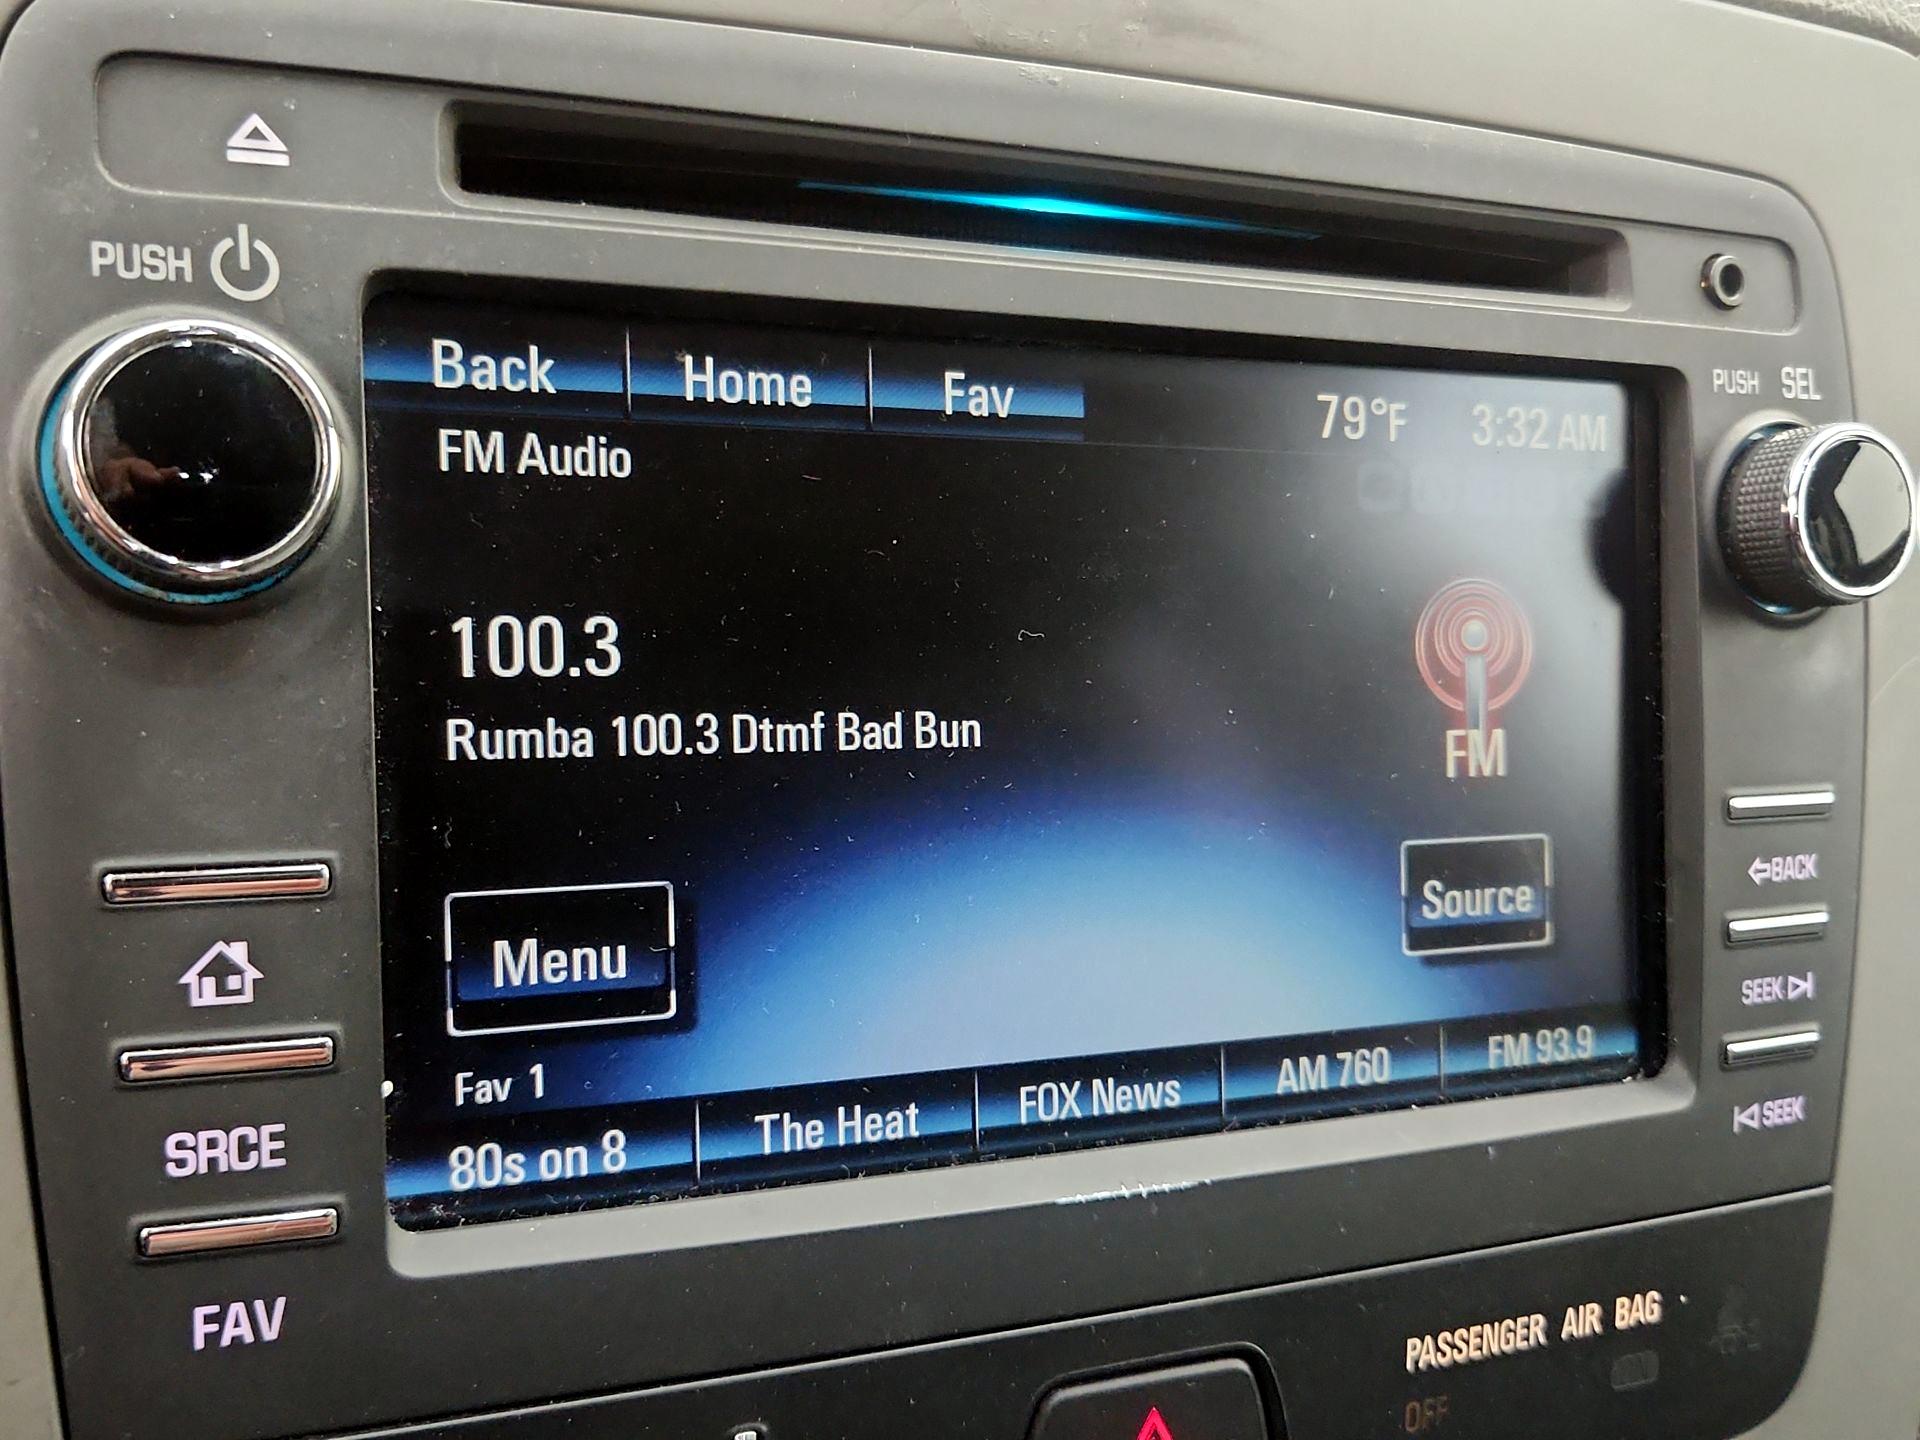 PUSH
Back Home Fav 79°F 3:32 AM
PUSH SEL
FM Audio
100.3
Rumba 100.3 Dtmf Bad Bun
FM
Menu
Source
BACK
SEEK
SEEK
Fav 1
80s on 8 The Heat FOX News AM 760 FM 93.9
SRCE
FAV
PASSENGER AIR BAG
OFF